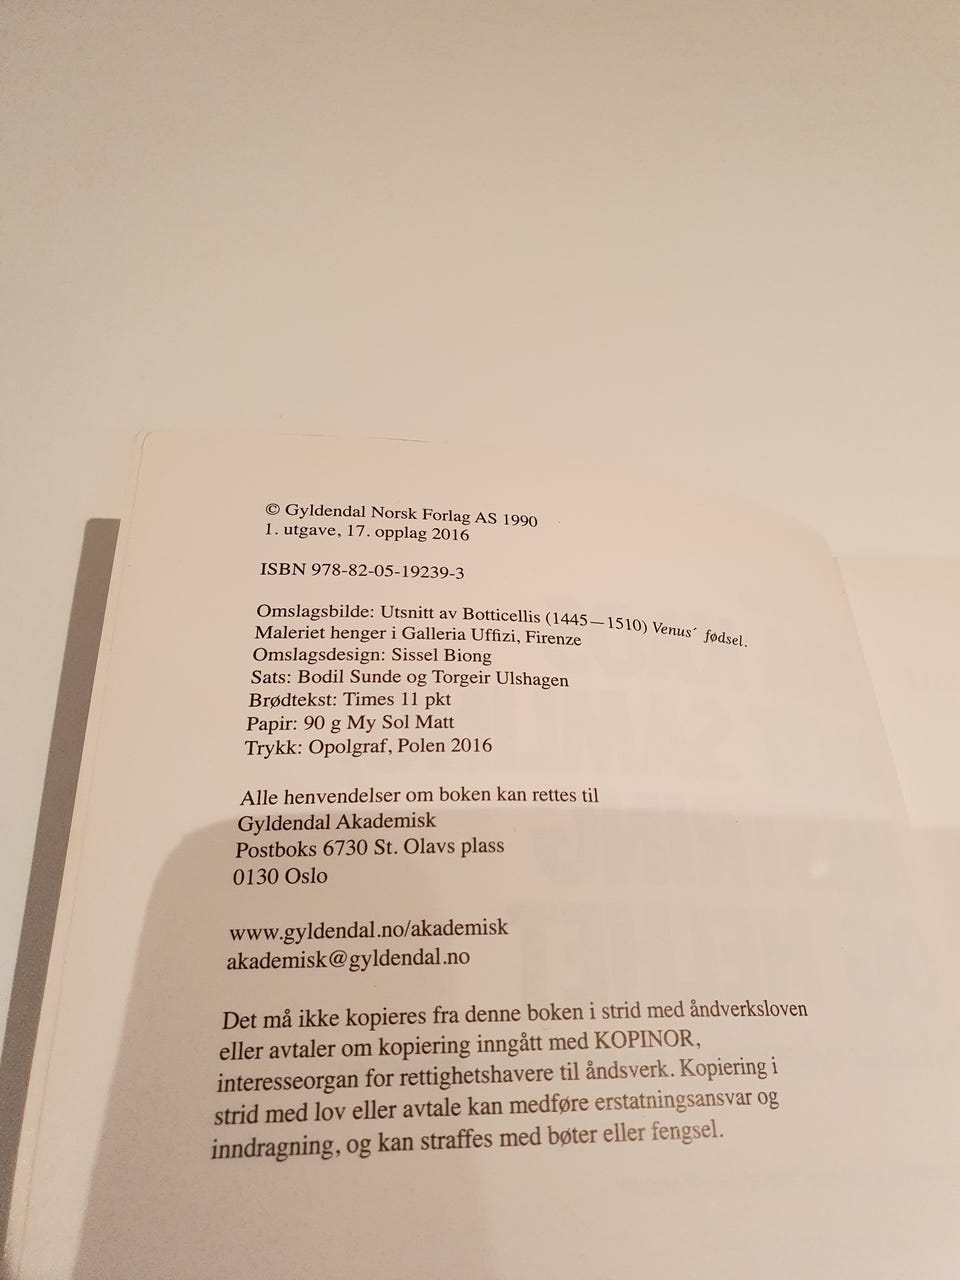 © Gyldendal Norsk Forlag AS 1990
1. utgave, 17. opplag 2016
ISBN 978-82-05-19239-3
Omslagsbilde: Utsnitt av Botticellis (1445—1510) Venus´ fødsel.
Maleriet henger i Galleria Uffizi, Firenze
Omslagsdesign: Sissel Biong
Sats: Bodil Sunde og Torgeir Ulshagen
Brødtekst: Times 11 pkt
Papir: 90 g My Sol Matt
Trykk: Opolgraf, Polen 2016
Alle henvendelser om boken kan rettes til
Gyldendal Akademisk
Postboks 6730 St. Olavs plass
0130 Oslo
www.gyldendal.no/akademisk
akademisk@gyldendal.no
Det må ikke kopieres fra denne boken i strid med åndverksloven
eller avtaler om kopiering inngått med KOPINOR,
interesseorgan for rettighetshavere til åndsverk. Kopiering i
strid med lov eller avtale kan medføre erstatningsansvar og
inndragning, og kan straffes med bøter eller fengsel.